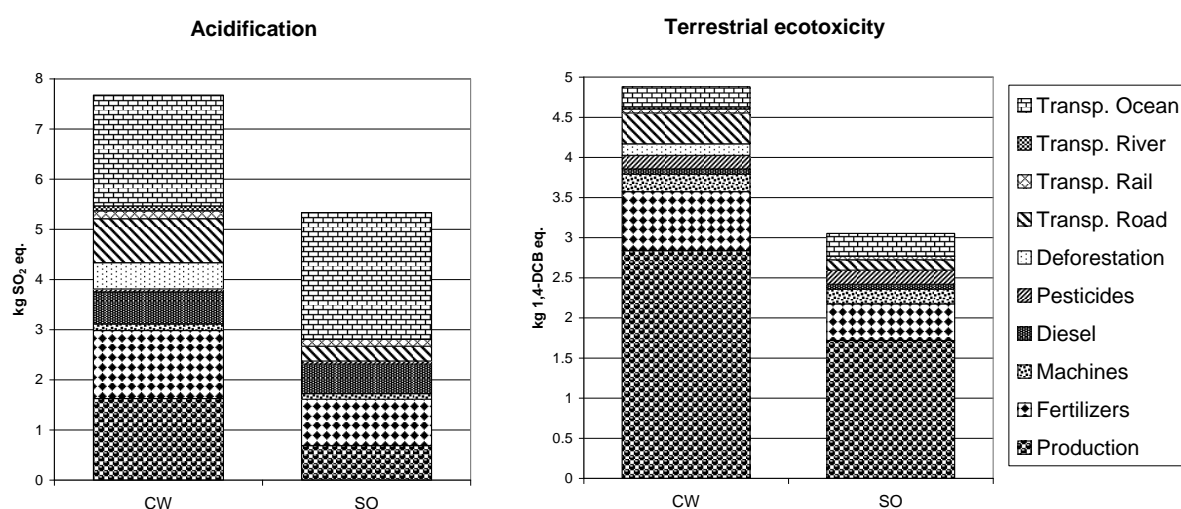 Acidification
8
7
6
5
4
3
2
1
0
kg SO₂ eq.
CW
SO
Terrestrial ecotoxicity
5
4.5
4
3.5
3
2.5
2
1.5
1
0.5
0
kg 1,4-DCB eq.
CW
SO
Transp. Ocean
Transp. River
Transp. Rail
Transp. Road
Deforestation
Pesticides
Diesel
Machines
Fertilizers
Production